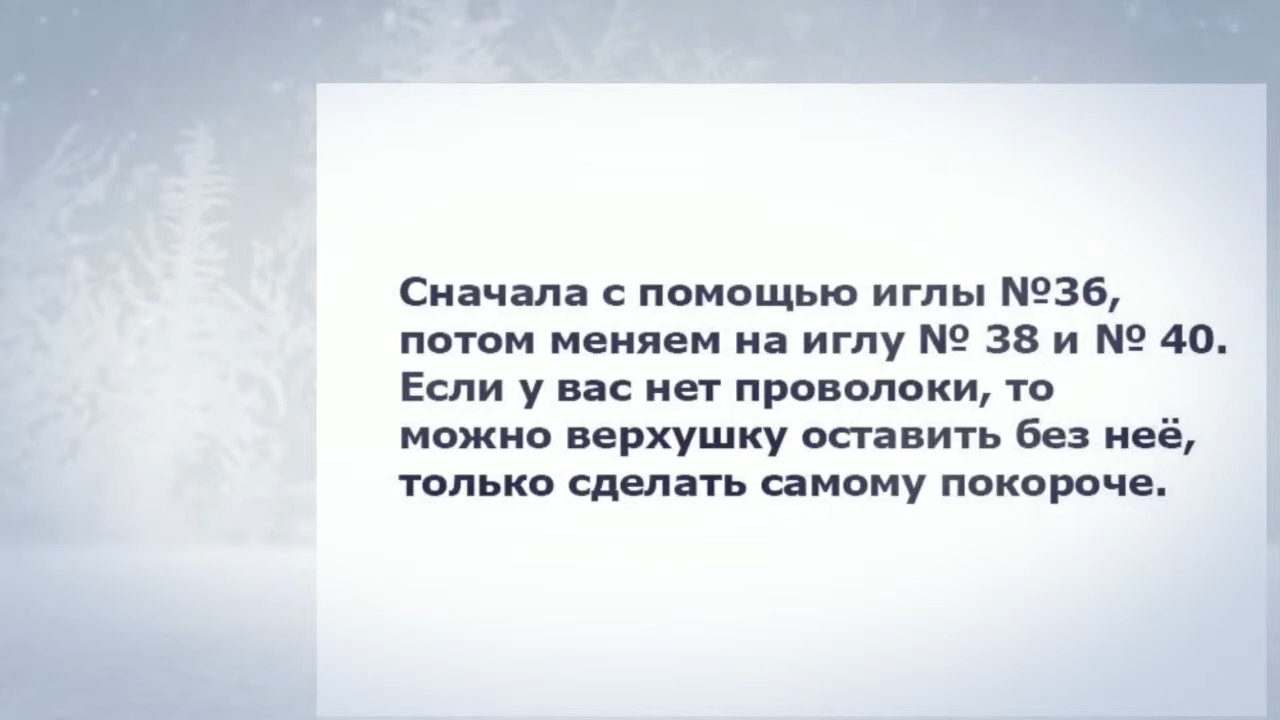 Сначала с помощью иглы №36,
потом меняем на иглу № 38 и № 40.
Если у вас нет проволоки, то
можно верхушку оставить без неё,
только сделать самому покороче.